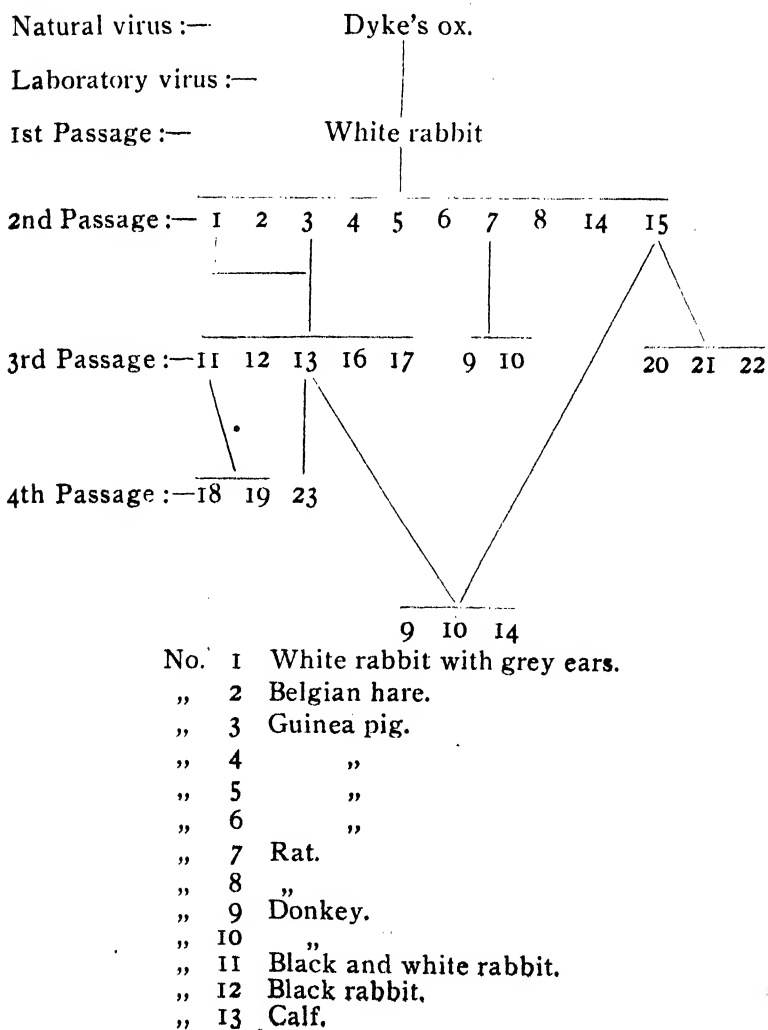 Natural virus :— Dyke's ox.
Laboratory virus :—
1st Passage :— White rabbit
2nd Passage :— 1 2 3 4 5 6 7 8 14 15
3rd Passage :—11 12 13 16 17 9 10 20 21 22
4th Passage :—18 19 23
9 10 14
No. 1 White rabbit with grey ears.
„ 2 Belgian hare.
„ 3 Guinea pig.
„ 4 „
„ 5 „
„ 6 „
„ 7 Rat.
„ 8 „
„ 9 Donkey.
„ 10 „
„ 11 Black and white rabbit.
„ 12 Black rabbit.
„ 13 Calf.